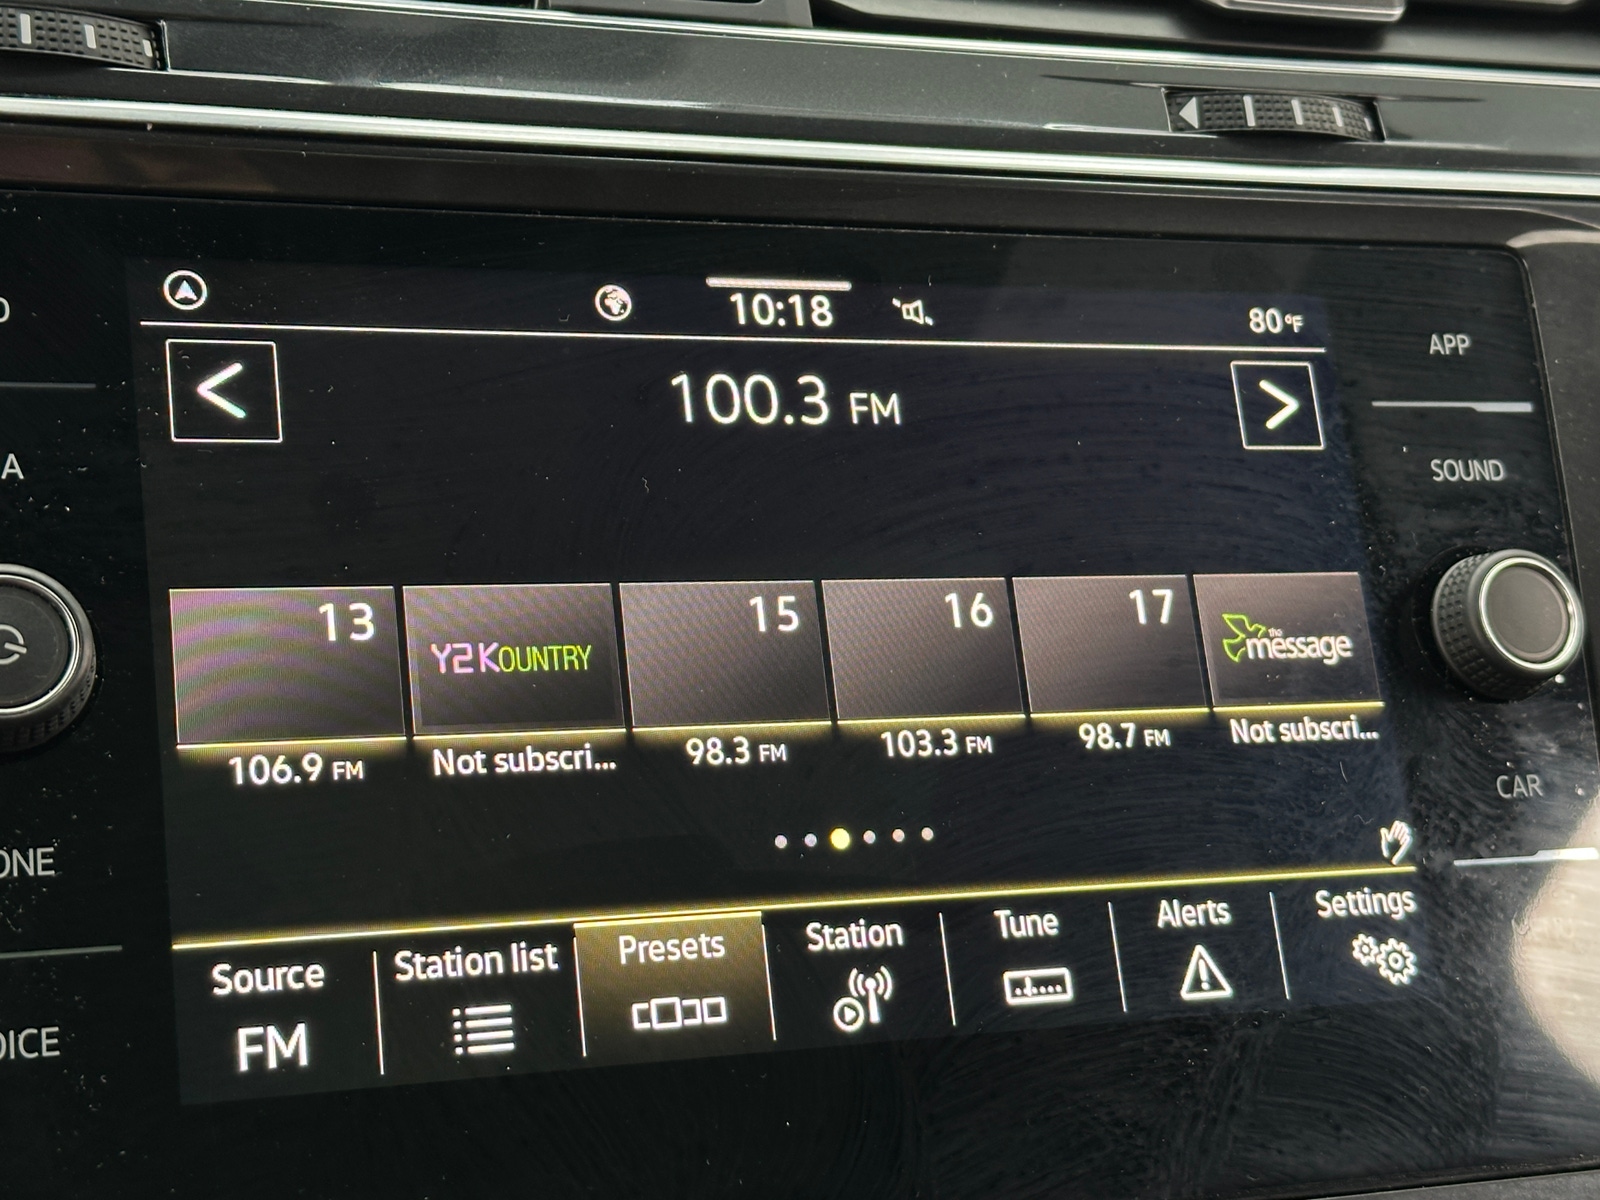 10:18
80°F
<
100.3 FM
>
APP
SOUND
13
Y2KOUNTRY
15
16
17
the message
106.9 FM
Not subscri...
98.3 FM
103.3 FM
98.7 FM
Not subscri...
CAR
A
ONE
OICE
Source
FM
Station list
Presets
Station
Tune
Alerts
Settings